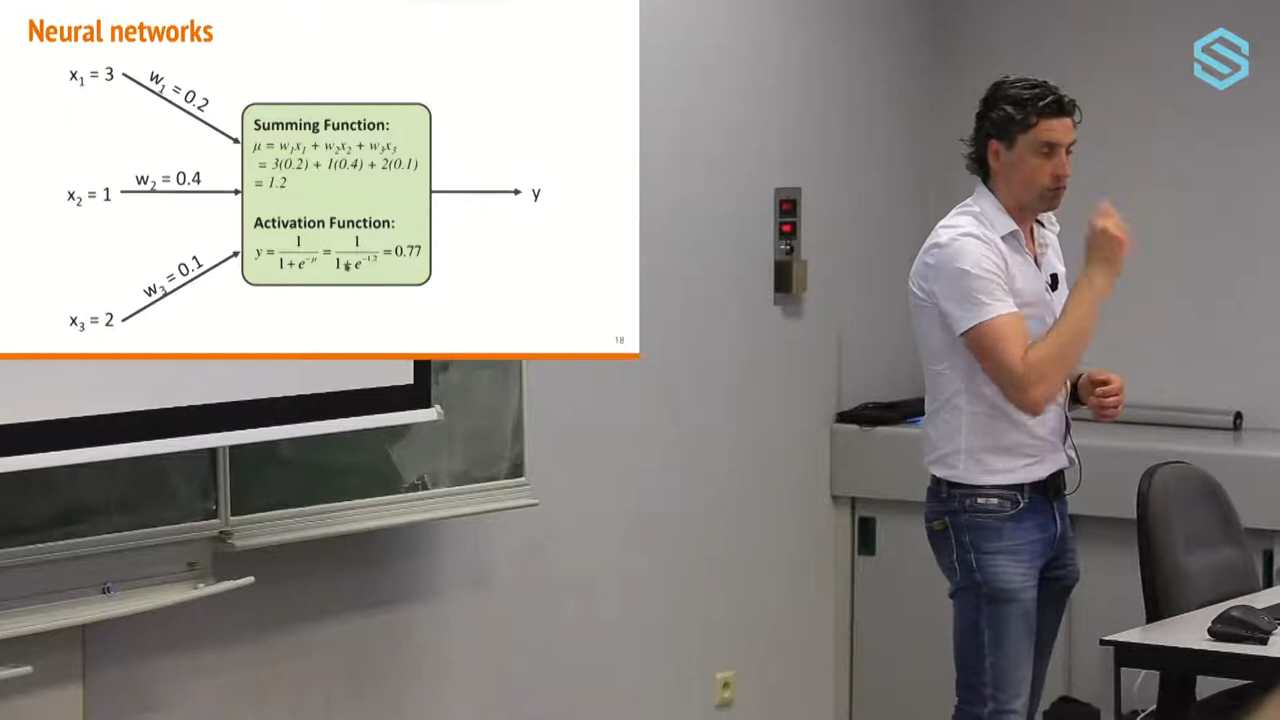 Neural networks
x₁ = 3
w₁ = 0.2
x₂ = 1
w₂ = 0.4
x₃ = 2
w₃ = 0.1
Summing Function:
μ = w₁x₁ + w₂x₂ + w₃x₃
= 3(0.2) + 1(0.4) + 2(0.1)
= 1.2
Activation Function:
y = 1/(1 + e^-μ) = 1/(1 + e^-1.2) = 0.77
y
18